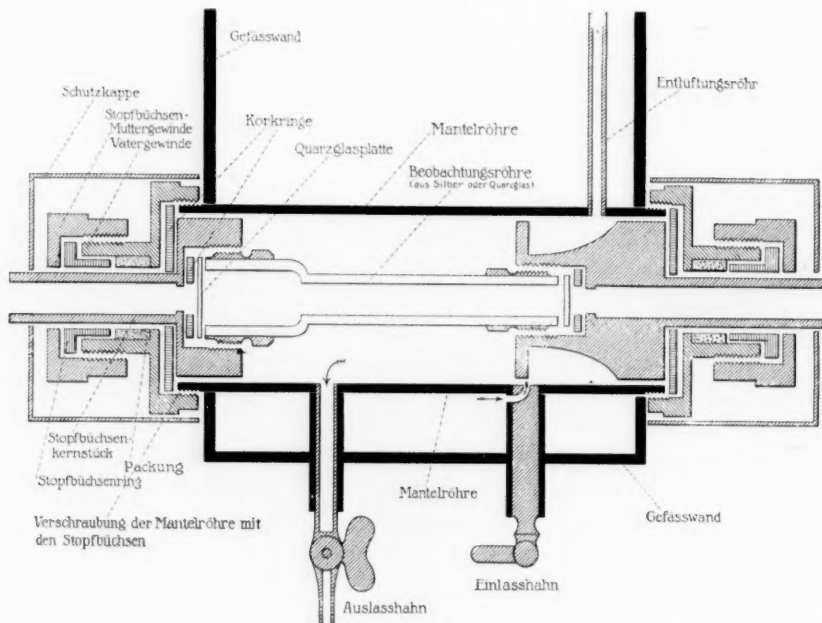 Gefässwand
Entlüftungsröhr
Schutzkappe
Stopfbüchsen-
Muttergewinde
Vatergewinde
Korkringe
Quarzglasplatte
Mantelröhre
Beobachtungsröhre
(aus Silber oder Quarzglas)
Stopfbüchsen-
kernstück
Packung
Stopfbüchsenring
Mantelröhre
Gefässwand
Verschraubung der Mantelröhre mit
den Stopfbüchsen
Auslasshahn
Einlasshahn